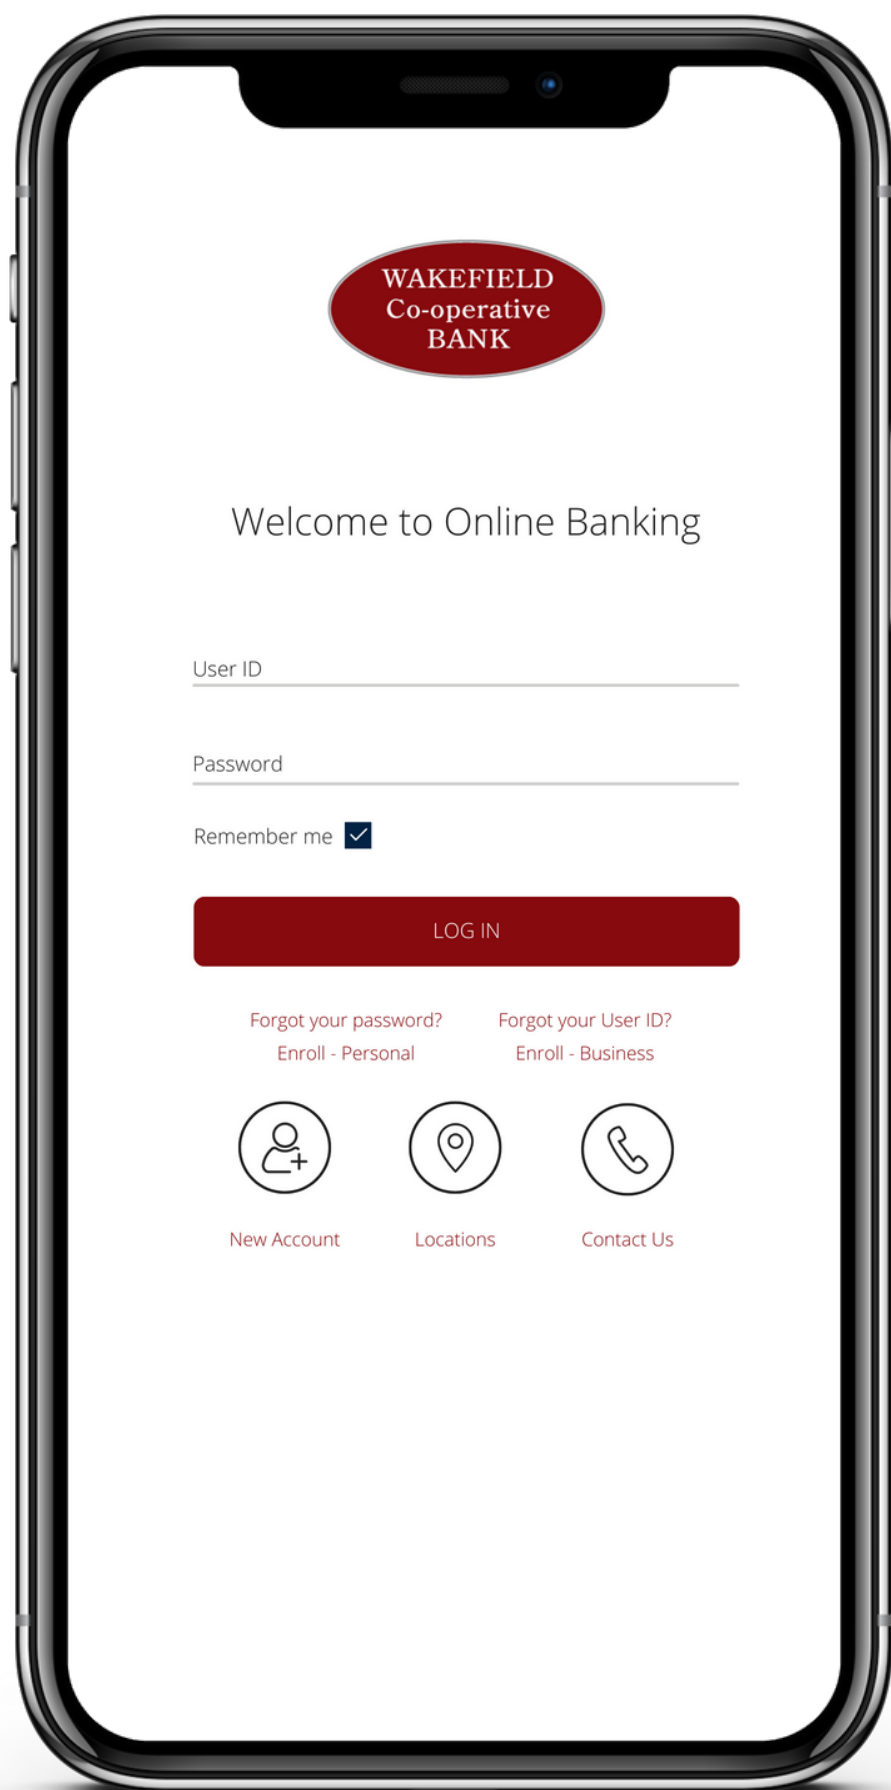 WAKEFIELD
Co-operative
BANK
Welcome to Online Banking
User ID
Password
Remember me
LOG IN
Forgot your password? Forgot your User ID?
Enroll - Personal Enroll - Business
New Account Locations Contact Us